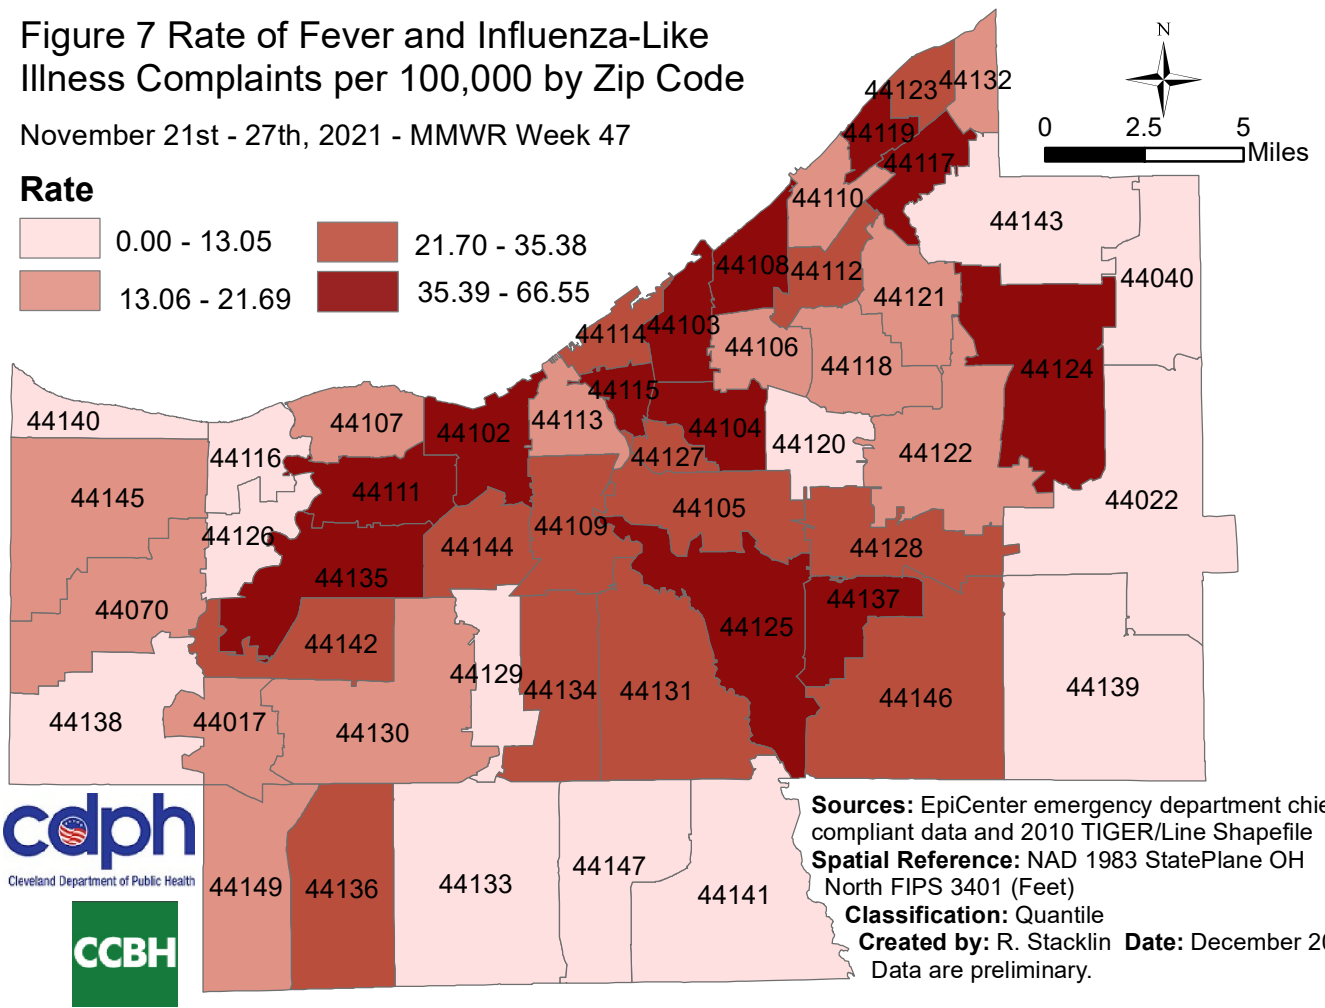 Figure 7 Rate of Fever and Influenza-Like
Illness Complaints per 100,000 by Zip Code
November 21st - 27th, 2021 - MMWR Week 47
Rate
0.00 - 13.05
21.70 - 35.38
13.06 - 21.69
35.39 - 66.55
N
0 2.5 5
Miles
44132
44123
44119
44117
44110
44143
44108
44112
44040
44121
44114
44103
44106
44118
44124
44115
44140
44107
44102
44113
44104
44120
44122
44116
44127
44145
44111
44022
44105
44126
44109
44144
44128
44135
44137
44070
44125
44142
44129
44134
44131
44139
44146
44138
44017
44130
44147
44133
44149
44136
44141
cdph
Cleveland Department of Public Health
CCBH
Sources: EpiCenter emergency department chie
compliant data and 2010 TIGER/Line Shapefile
Spatial Reference: NAD 1983 StatePlane OH
North FIPS 3401 (Feet)
Classification: Quantile
Created by: R. Stacklin Date: December 20
Data are preliminary.